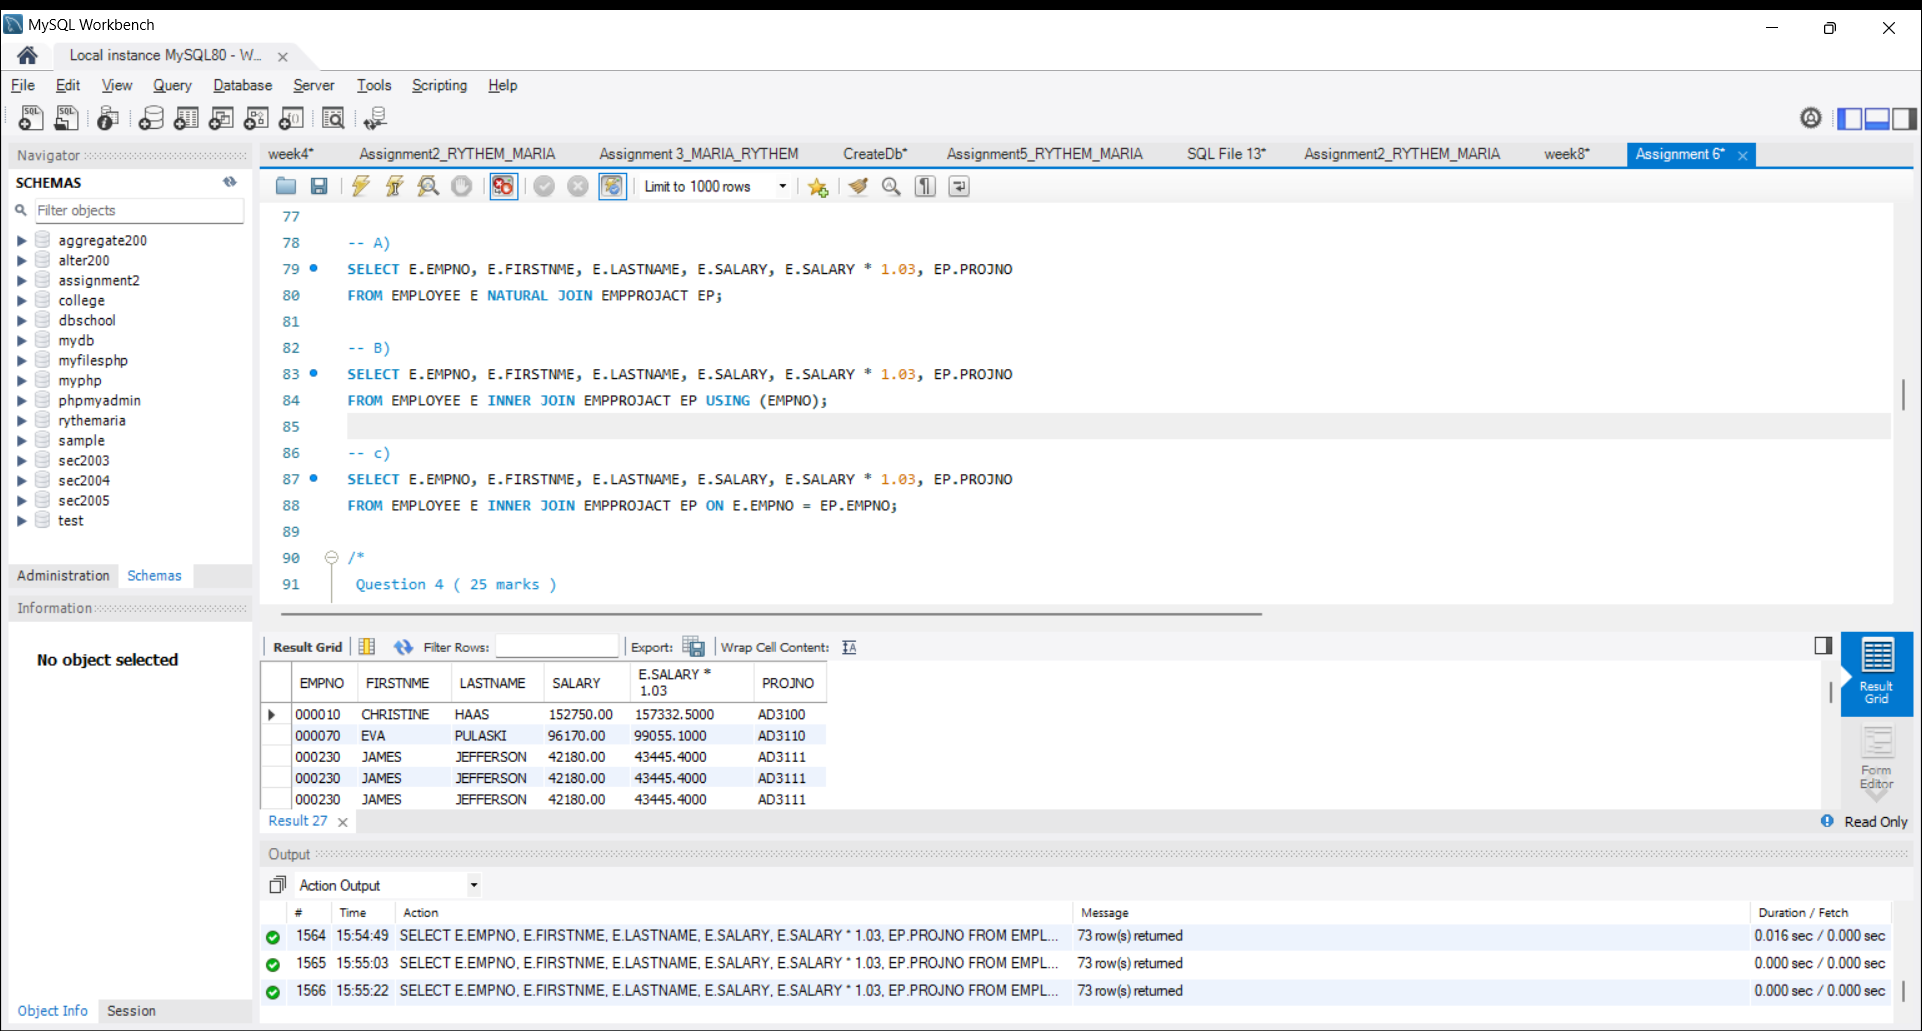 MySQL Workbench
Local instance MySQL80 - W...
File Edit View Query Database Server Tools Scripting Help
Navigator
SCHEMAS
Filter objects
aggregate200
alter200
assignment2
college
dbschool
mydb
myfilesphp
myphp
phpmyadmin
rythemaria
sample
sec2003
sec2004
sec2005
test
Administration Schemas
Information
No object selected
Object Info Session
week4* Assignment2_RYTHEM_MARIA Assignment 3_MARIA_RYTHEM CreateDb* Assignment5_RYTHEM_MARIA SQL File 13* Assignment2_RYTHEM_MARIA week8* Assignment 6*
Limit to 1000 rows
77
78 -- A)
79 SELECT E.EMPNO, E.FIRSTNME, E.LASTNAME, E.SALARY, E.SALARY * 1.03, EP.PROJNO
80 FROM EMPLOYEE E NATURAL JOIN EMPPROJACT EP;
81
82 -- B)
83 SELECT E.EMPNO, E.FIRSTNME, E.LASTNAME, E.SALARY, E.SALARY * 1.03, EP.PROJNO
84 FROM EMPLOYEE E INNER JOIN EMPPROJACT EP USING (EMPNO);
85
86 -- c)
87 SELECT E.EMPNO, E.FIRSTNME, E.LASTNAME, E.SALARY, E.SALARY * 1.03, EP.PROJNO
88 FROM EMPLOYEE E INNER JOIN EMPPROJACT EP ON E.EMPNO = EP.EMPNO;
89
90 /*
91 Question 4 ( 25 marks )
Result Grid Filter Rows: Export: Wrap Cell Content:
EMPNO FIRSTNME LASTNAME SALARY E.SALARY * 1.03 PROJNO
000010 CHRISTINE HAAS 152750.00 157332.5000 AD3100
000070 EVA PULASKI 96170.00 99055.1000 AD3110
000230 JAMES JEFFERSON 42180.00 43445.4000 AD3111
000230 JAMES JEFFERSON 42180.00 43445.4000 AD3111
000230 JAMES JEFFERSON 42180.00 43445.4000 AD3111
Result Grid
Form Editor
Result 27
Read Only
Output
Action Output
# Time Action Message Duration / Fetch
1564 15:54:49 SELECT E.EMPNO, E.FIRSTNME, E.LASTNAME, E.SALARY, E.SALARY * 1.03, EP.PROJNO FROM EMPL... 73 row(s) returned 0.016 sec / 0.000 sec
1565 15:55:03 SELECT E.EMPNO, E.FIRSTNME, E.LASTNAME, E.SALARY, E.SALARY * 1.03, EP.PROJNO FROM EMPL... 73 row(s) returned 0.000 sec / 0.000 sec
1566 15:55:22 SELECT E.EMPNO, E.FIRSTNME, E.LASTNAME, E.SALARY, E.SALARY * 1.03, EP.PROJNO FROM EMPL... 73 row(s) returned 0.000 sec / 0.000 sec